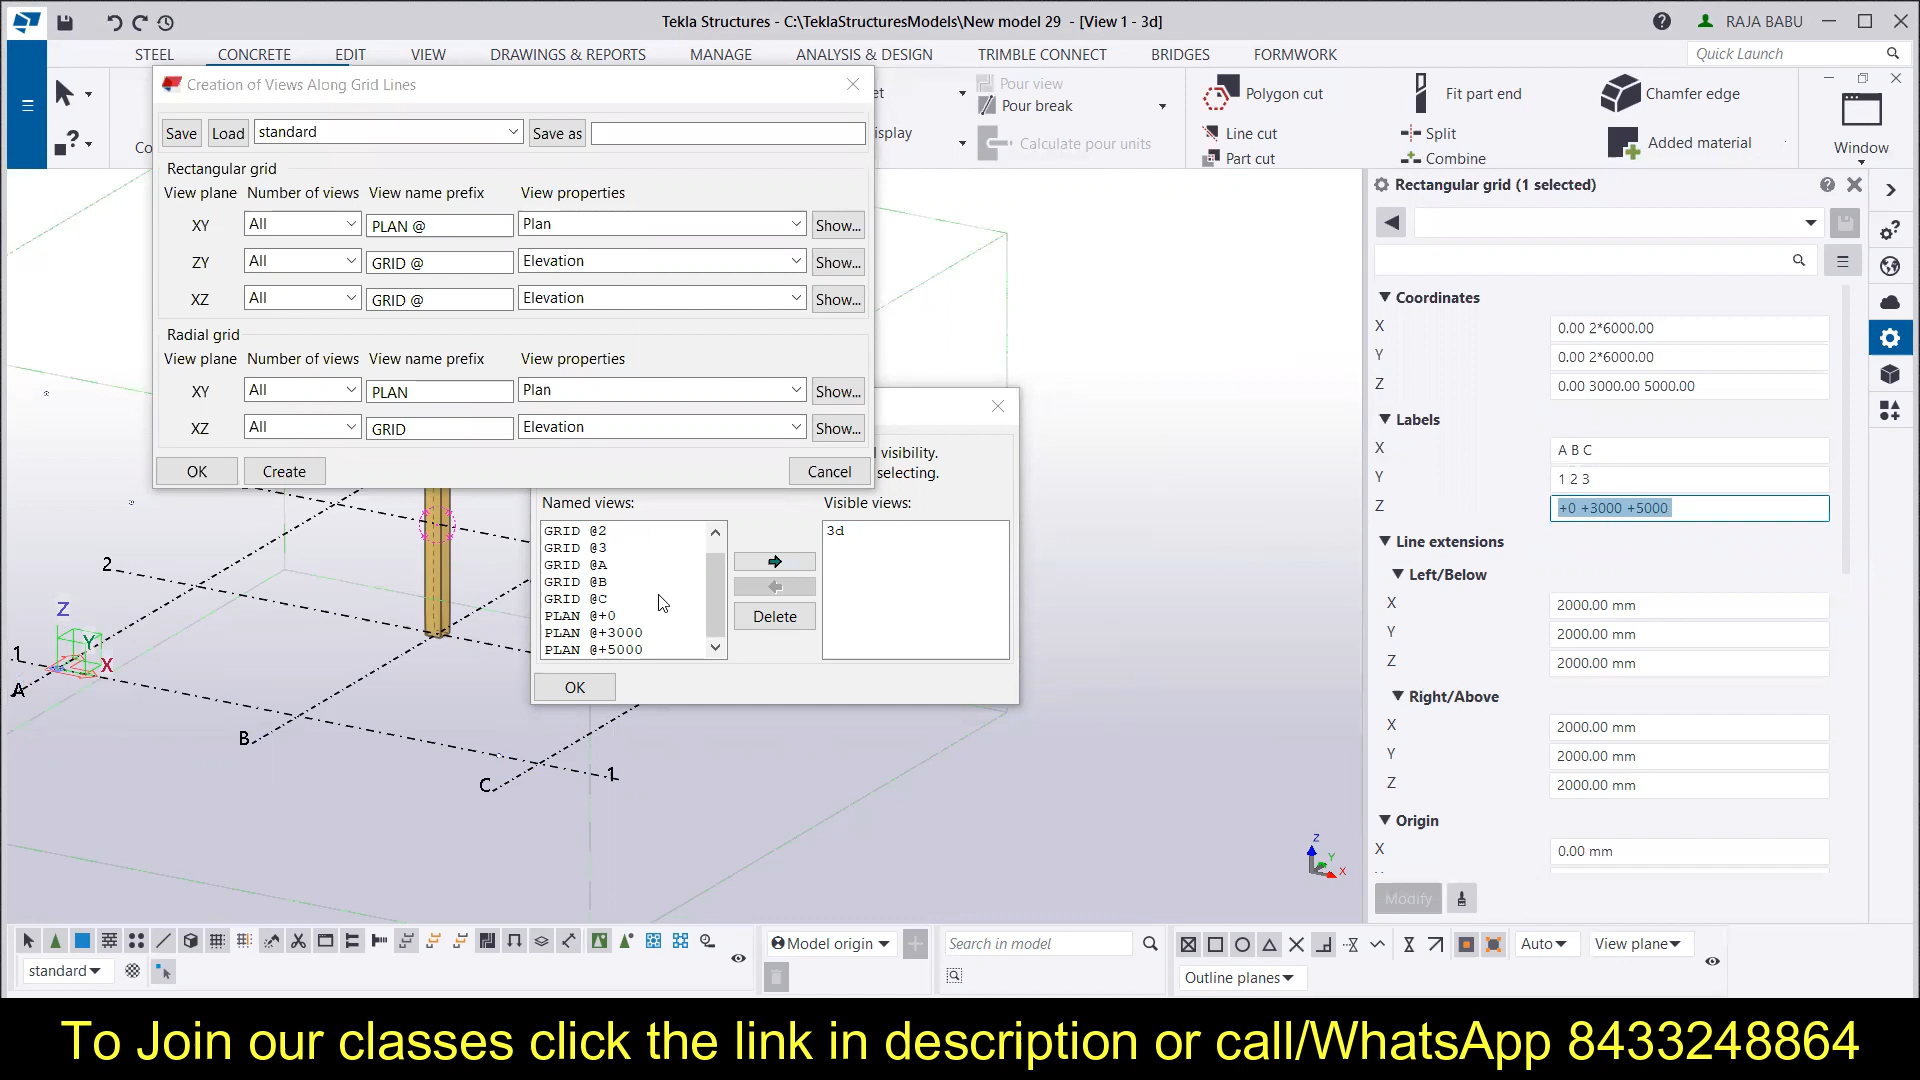 Tekla Structures - C:\TeklaStructuresModels\New model 29 - [View 1 - 3d]
RAJA BABU
STEEL CONCRETE EDIT VIEW DRAWINGS & REPORTS MANAGE ANALYSIS & DESIGN TRIMBLE CONNECT BRIDGES FORMWORK
Quick Launch
Creation of Views Along Grid Lines
Save Load standard Save as
Rectangular grid
View plane Number of views View name prefix View properties
XY All PLAN @ Plan Show...
ZY All GRID @ Elevation Show...
XZ All GRID @ Elevation Show...
Radial grid
View plane Number of views View name prefix View properties
XY All PLAN Plan Show...
XZ All GRID Elevation Show...
OK Create Cancel
Co
et
isplay
Pour view
Pour break
Calculate pour units
Polygon cut
Line cut
Part cut
Fit part end
Split
Combine
Chamfer edge
Added material
Window
visibility.
selecting.
Named views: Visible views:
GRID @2
GRID @3
GRID @A
GRID @B
GRID @C
PLAN @+0
PLAN @+3000
PLAN @+5000
3d
Delete
OK
2
Z
Y
X
1
A
B
C
1
Z
Y
X
Rectangular grid (1 selected)
Coordinates
X 0.00 2*6000.00
Y 0.00 2*6000.00
Z 0.00 3000.00 5000.00
Labels
X A B C
Y 1 2 3
Z +0 +3000 +5000
Line extensions
Left/Below
X 2000.00 mm
Y 2000.00 mm
Z 2000.00 mm
Right/Above
X 2000.00 mm
Y 2000.00 mm
Z 2000.00 mm
Origin
X 0.00 mm
Modify
Model origin
Search in model
Auto
View plane
standard
Outline planes
To Join our classes click the link in description or call/WhatsApp 8433248864